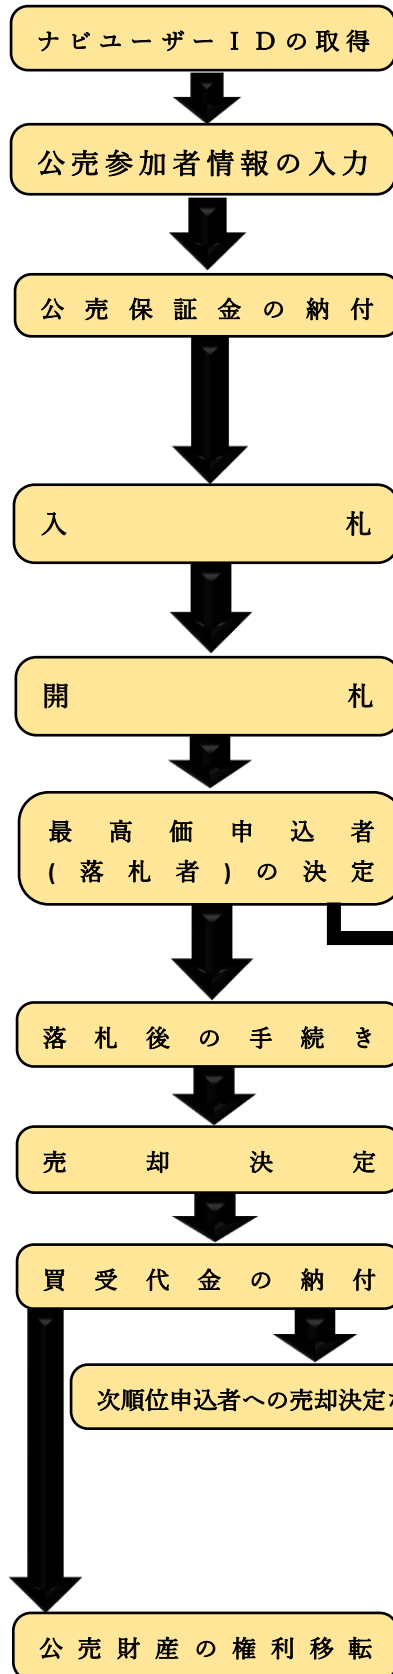 ナビユーザーＩＤの取得
公売参加者情報の入力
公売保証金の納付
入札
開札
最高価申込者
(落札者)の決定
落札後の手続き
売却決定
買受代金の納付
次順位申込者への売却決定
公売財産の権利移転